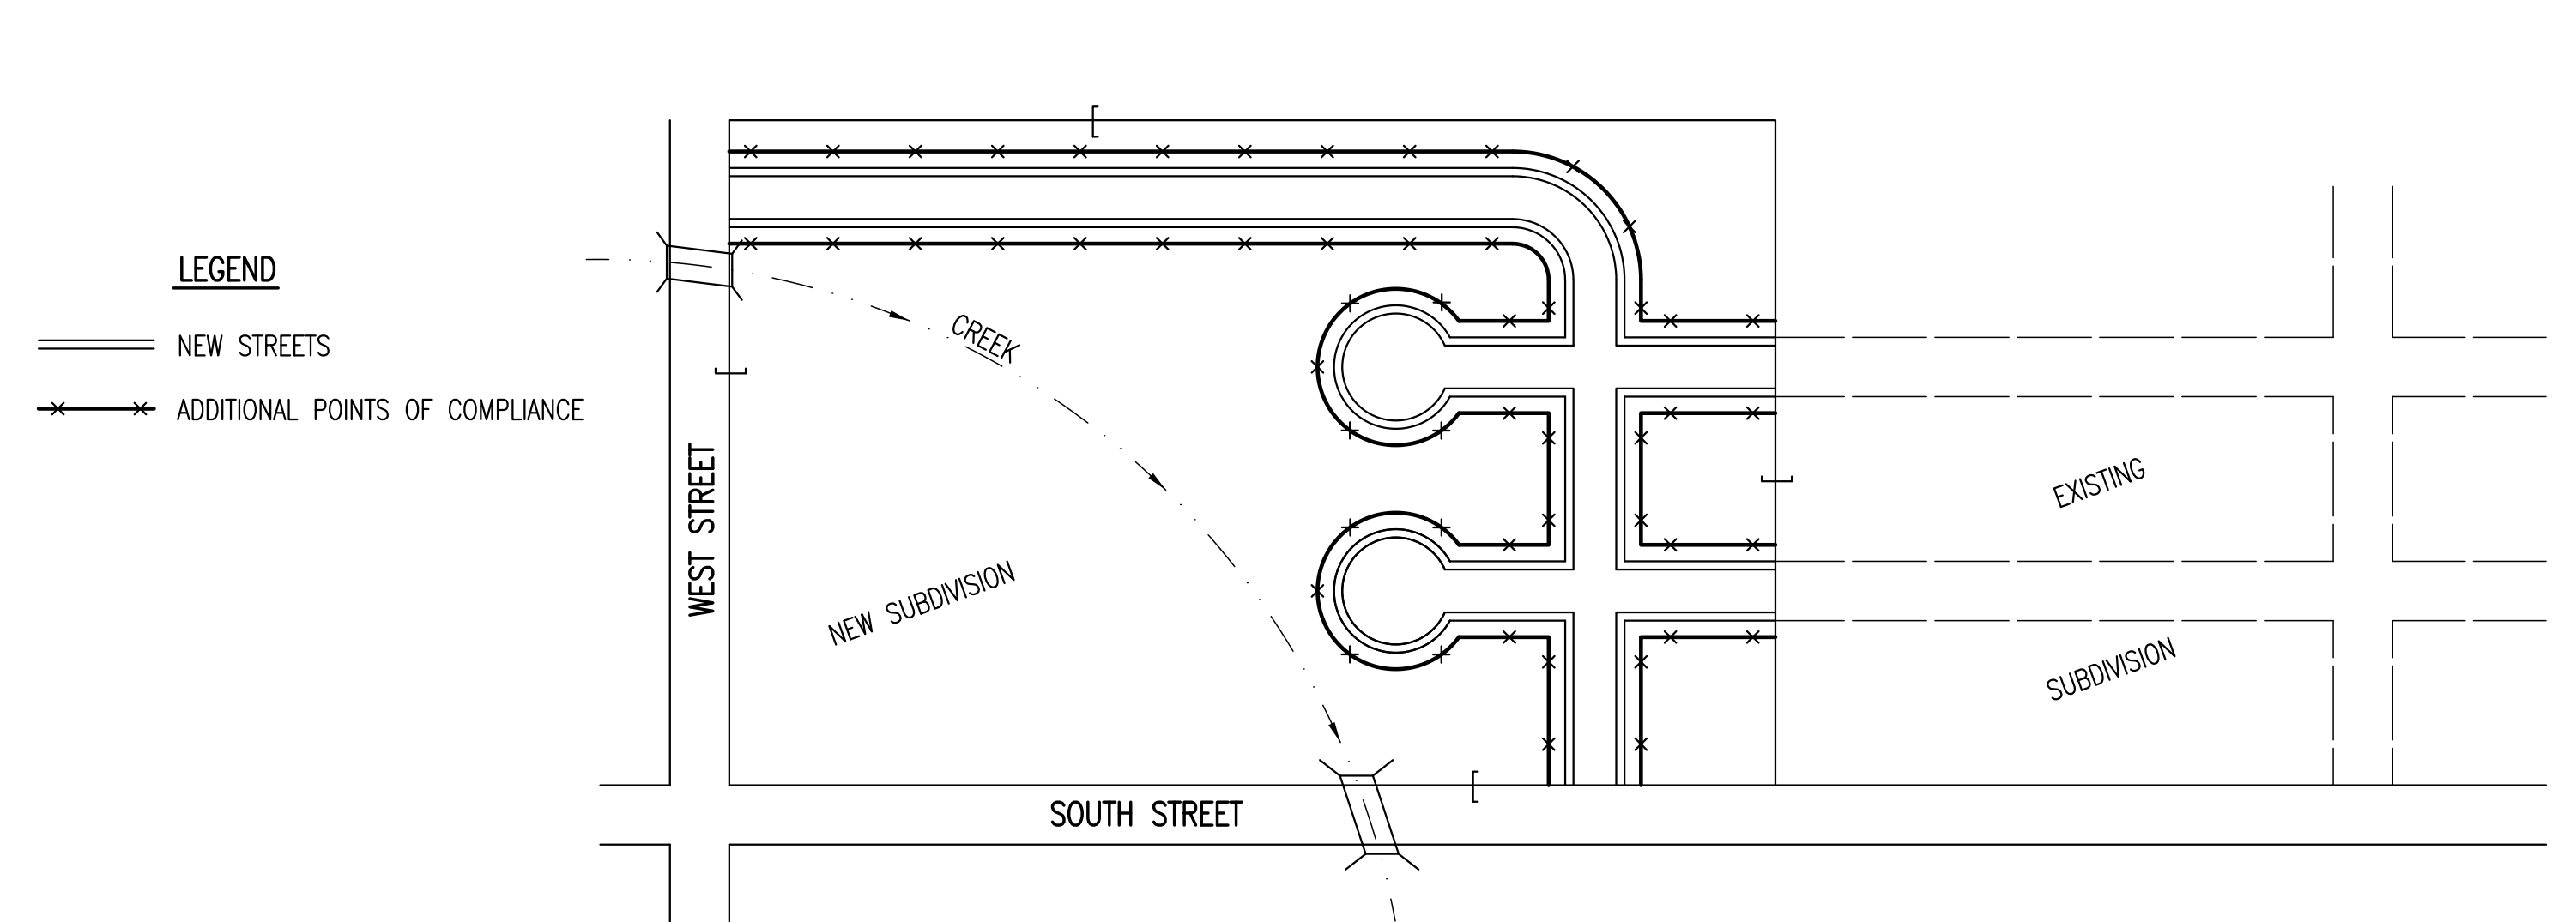 LEGEND
NEW STREETS
ADDITIONAL POINTS OF COMPLIANCE
WEST STREET
CREEK
NEW SUBDIVISION
SOUTH STREET
EXISTING
SUBDIVISION